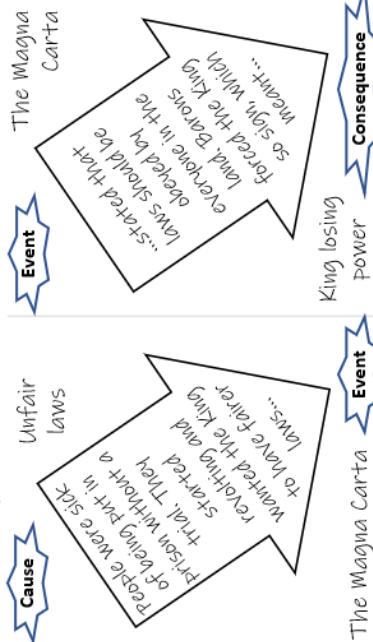 Cause
Unfair
laws
People were sick
of being put in
prison without a
trial. They
started
revolting and
wanted the King
to have fairer
laws...
The Magna Carta
Event
Event
The Magna
Carta
...stated that
laws should be
obeyed by
everyone in the
land. Barons
forced the King
so sign, which
meant...
King losing
power
Consequence